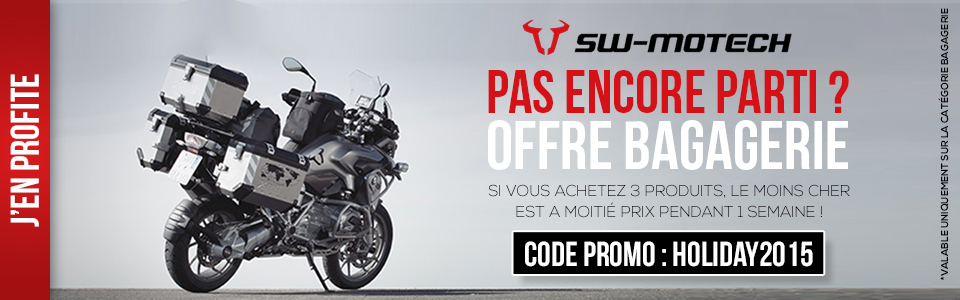 J'EN PROFITE
SW-MOTECH
PAS ENCORE PARTI ?
OFFRE BAGAGERIE
SI VOUS ACHETEZ 3 PRODUITS, LE MOINS CHER
EST A MOITIÉ PRIX PENDANT 1 SEMAINE !
CODE PROMO : HOLIDAY2015
*VALABLE UNIQUEMENT SUR LA CATÉGORIE BAGAGERIE